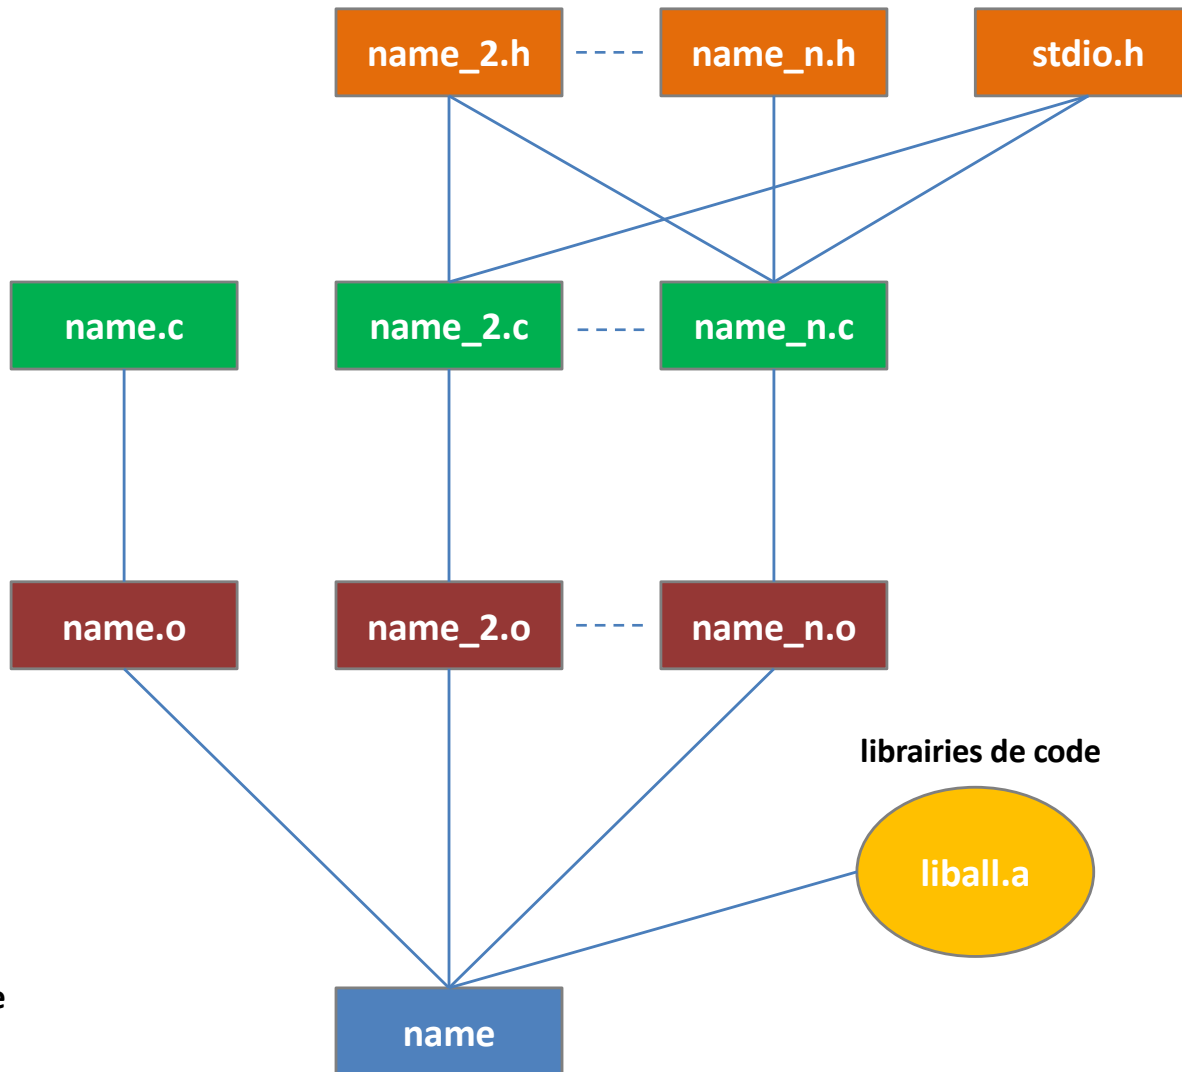 name_2.h
name_n.h
stdio.h
name.c
name_2.c
name_n.c
name.o
name_2.o
name_n.o
librairies de code
liball.a
e
name